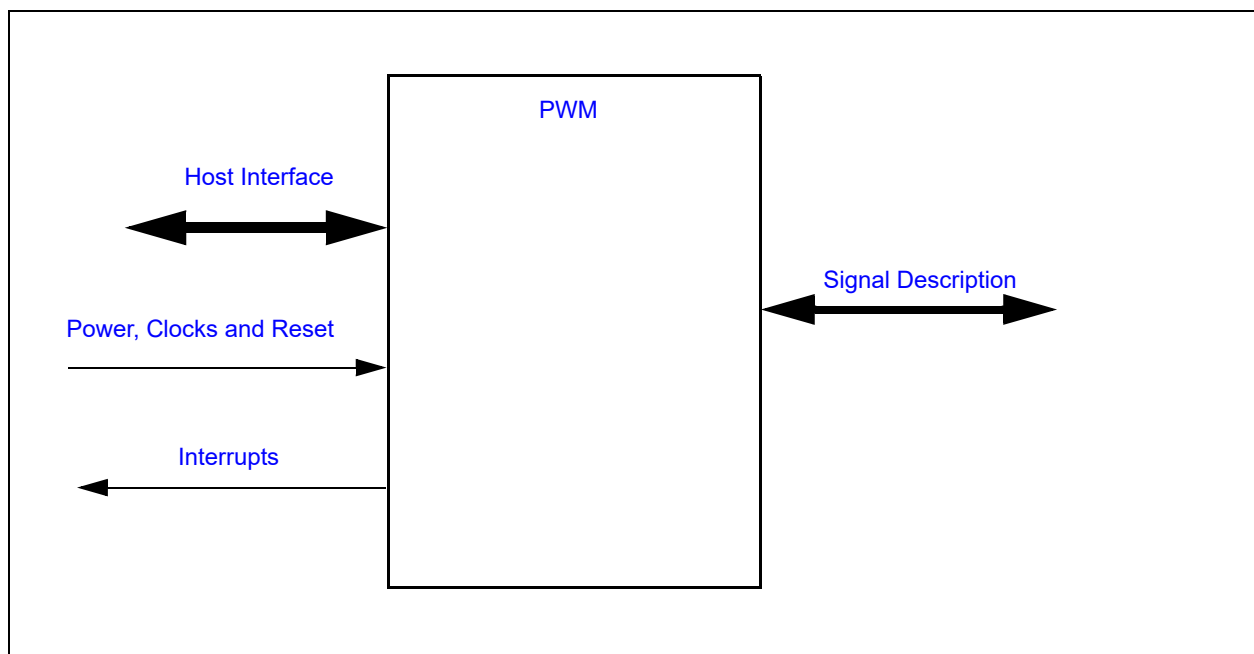 PWM
Host Interface
Signal Description
Power, Clocks and Reset
Interrupts